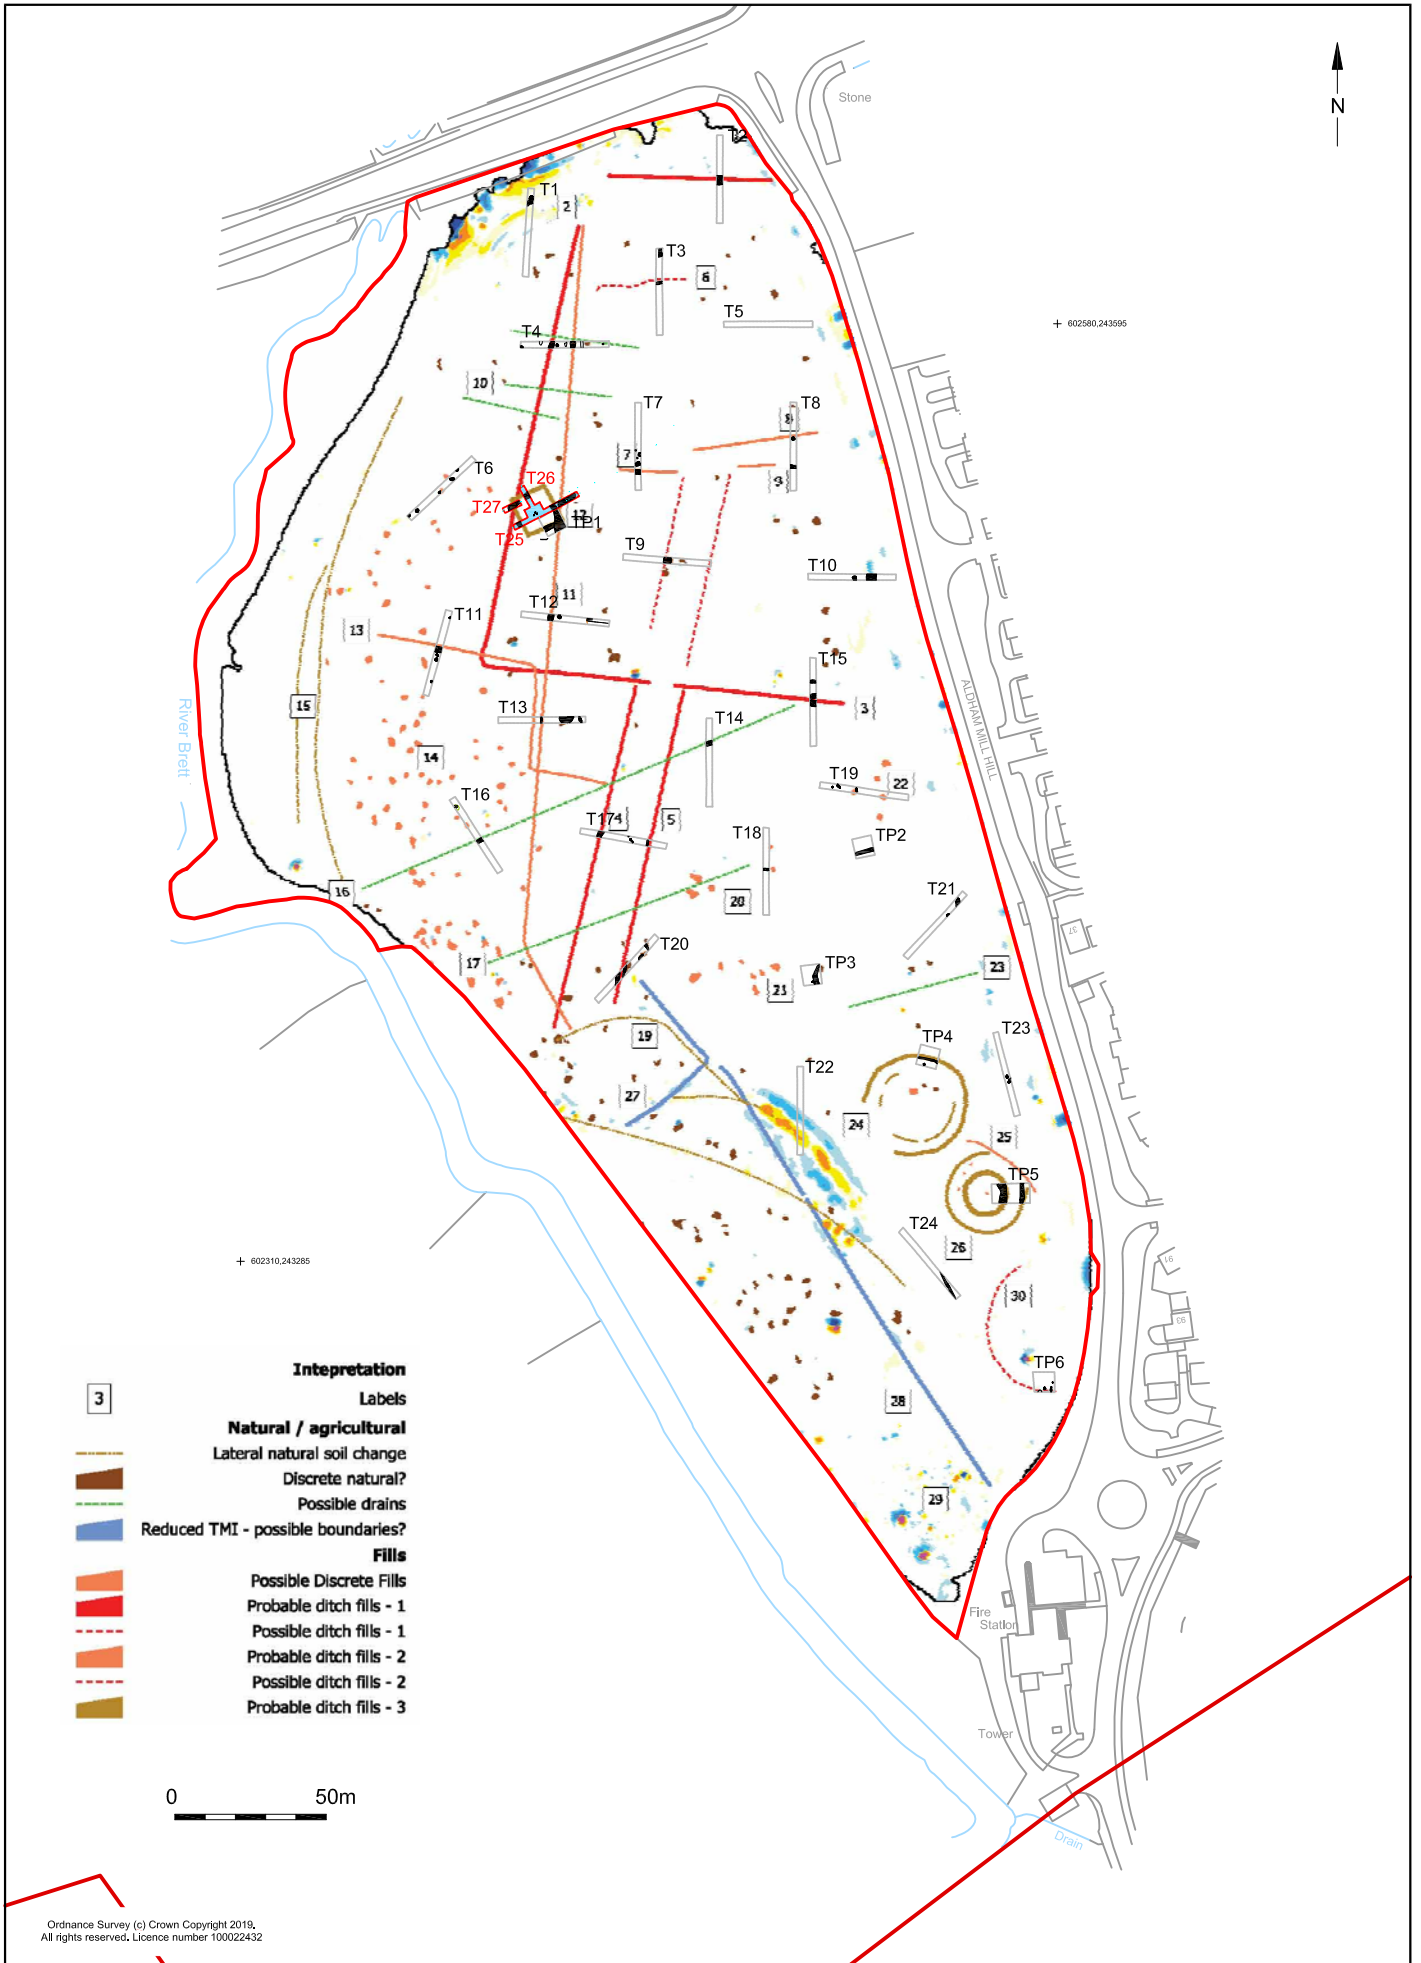 Stone
N
T2
T1
2
T3
6
T5
602580,243595
T4
10
T7
T8
8
7
T6
9
T26
T27
12
TP1
T25
T9
T10
11
T12
T11
13
T15
ALDHAM MILL HILL
River Brett
15
3
T13
T14
14
T19
22
T16
T17
4
5
T18
TP2
16
T21
20
37
T20
17
TP3
23
21
19
T23
TP4
T22
27
24
25
TP5
T24
26
91
602310,243285
30
93
TP6
28
29
Intepretation
3
Labels
Natural / agricultural
Lateral natural soil change
Discrete natural?
Possible drains
Reduced TMI - possible boundaries?
Fills
Possible Discrete Fills
Probable ditch fills - 1
Possible ditch fills - 1
Probable ditch fills - 2
Possible ditch fills - 2
Probable ditch fills - 3
Fire
Station
Tower
0
50m
Drain
Ordnance Survey (c) Crown Copyright 2019.
All rights reserved. Licence number 100022432